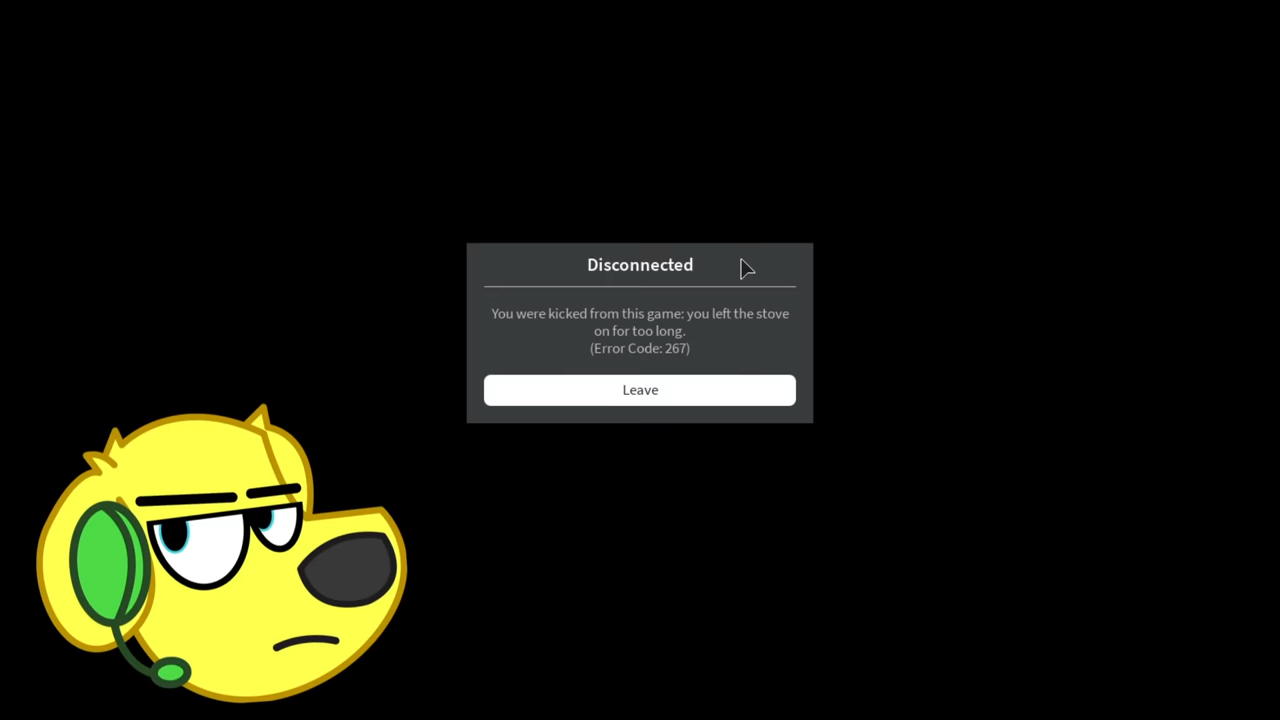 Disconnected
You were kicked from this game: you left the stove
on for too long.
(Error Code: 267)
Leave